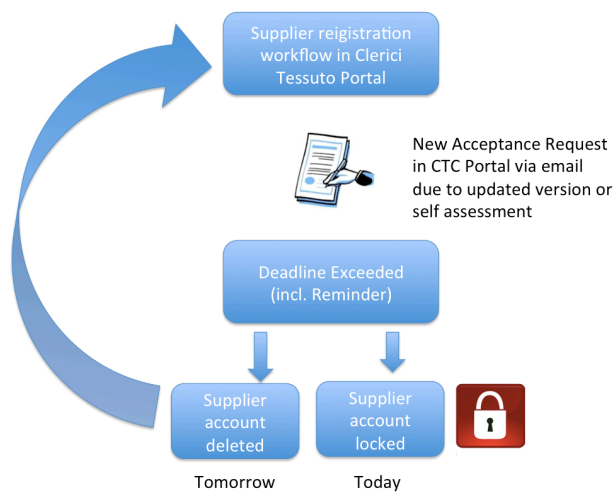 Supplier reigistration
workflow in Clerici
Tessuto Portal
New Acceptance Request
in CTC Portal via email
due to updated version or
self assessment
Deadline Exceeded
(incl. Reminder)
Supplier
account
deleted
Supplier
account
locked
Tomorrow
Today